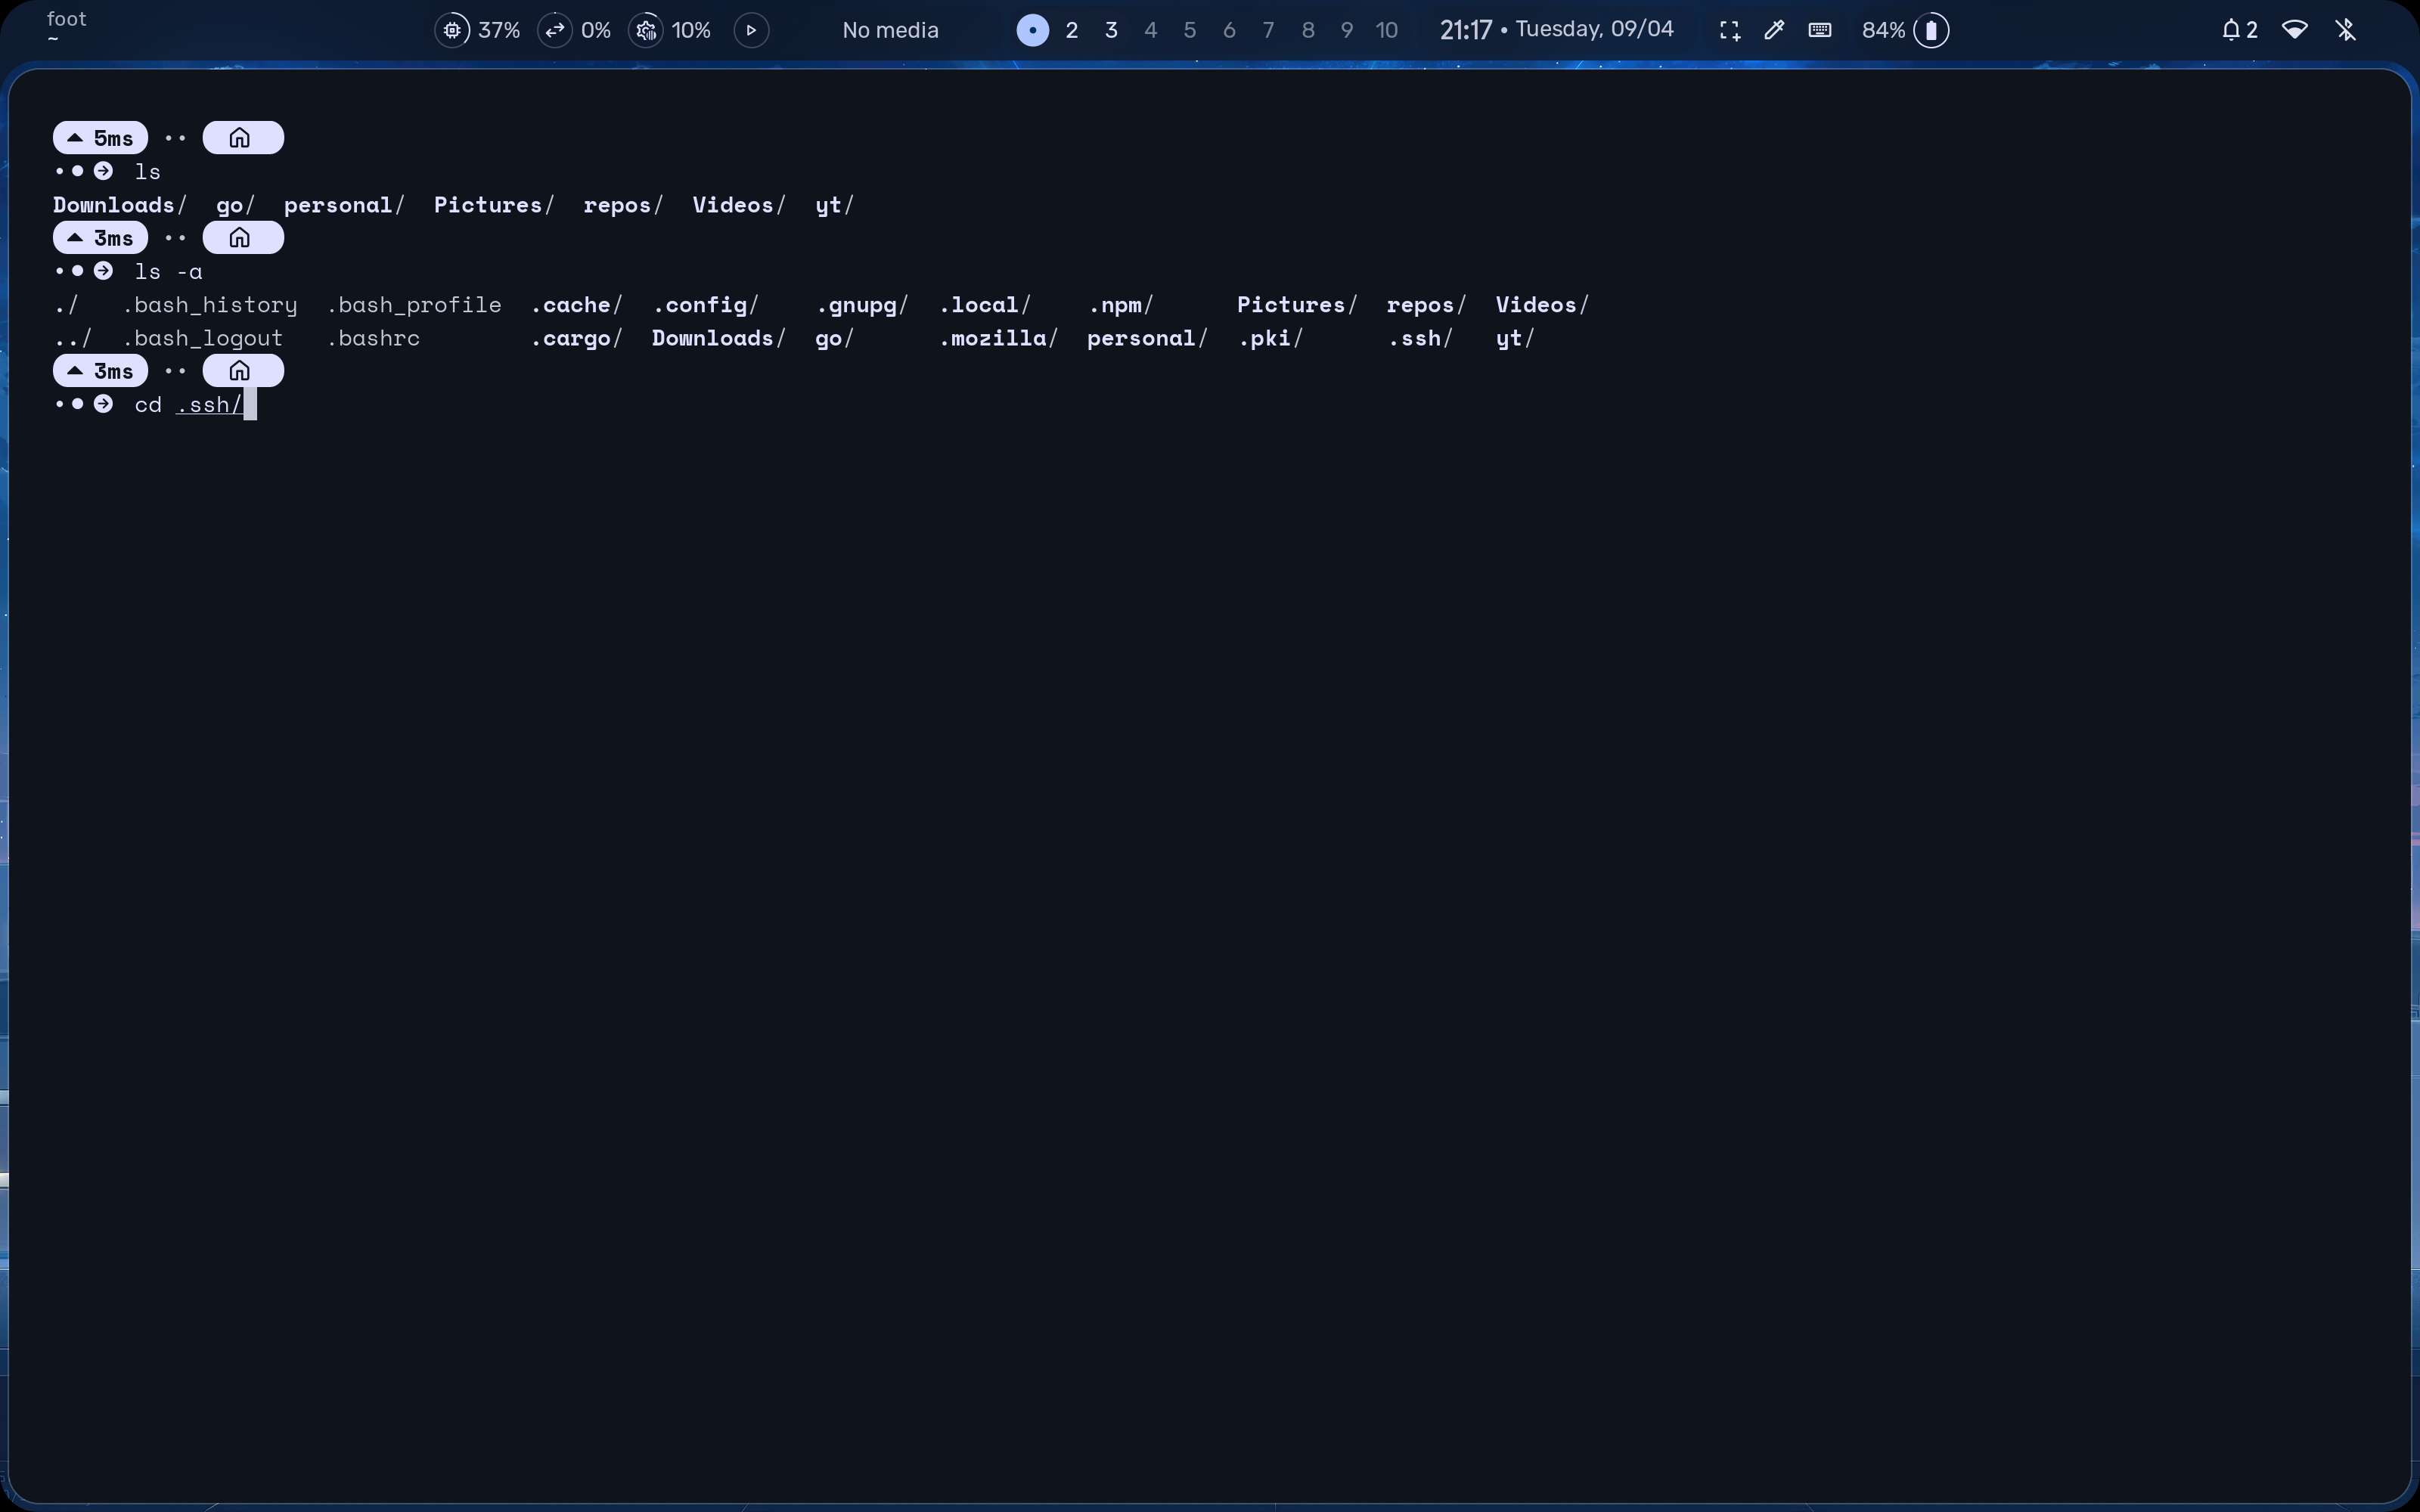 foot
~
37% 0% 10% No media 2 3 4 5 6 7 8 9 10 21:17 • Tuesday, 09/04 84% 2
5ms ··
ls
Downloads/ go/ personal/ Pictures/ repos/ Videos/ yt/
3ms ··
ls -a
./ .bash_history .bash_profile .cache/ .config/ .gnupg/ .local/ .npm/ Pictures/ repos/ Videos/
../ .bash_logout .bashrc .cargo/ Downloads/ go/ .mozilla/ personal/ .pki/ .ssh/ yt/
3ms ··
cd .ssh/